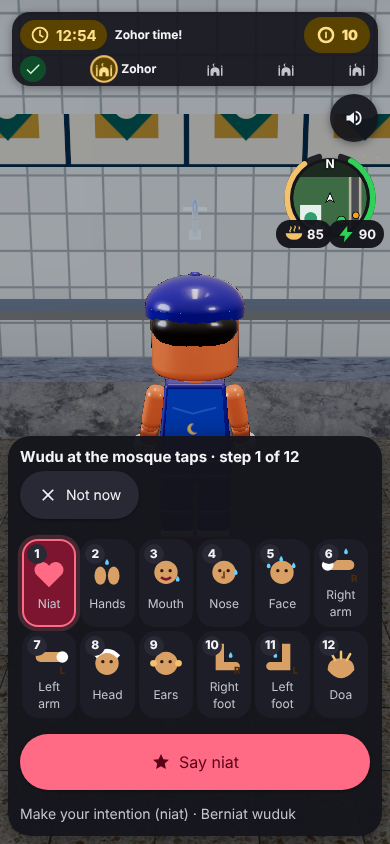 12:54
Zohor time!
10
Zohor
N
85
90
Wudu at the mosque taps · step 1 of 12
Not now
1
Niat
2
Hands
3
Mouth
4
Nose
5
Face
6
R
Right
arm
7
L
Left
arm
8
Head
9
Ears
10
R
Right
foot
11
L
Left
foot
12
Doa
Say niat
Make your intention (niat) · Berniat wuduk